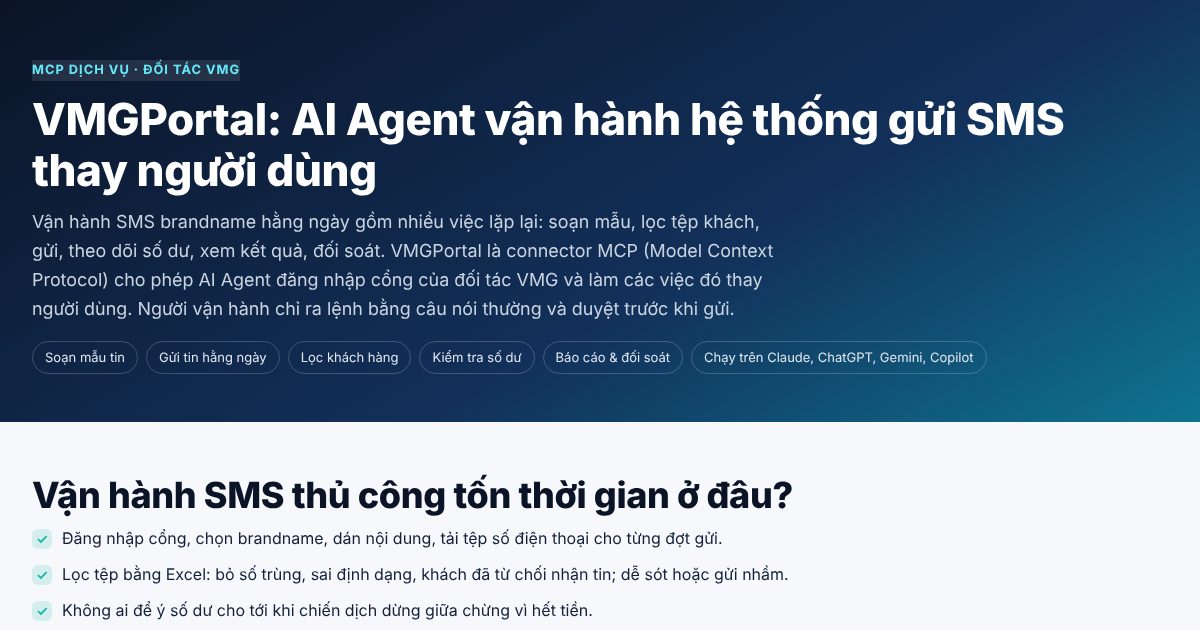 MCP DỊCH VỤ · ĐỐI TÁC VMG
VMGPortal: AI Agent vận hành hệ thống gửi SMS
thay người dùng
Vận hành SMS brandname hằng ngày gồm nhiều việc lặp lại: soạn mẫu, lọc tệp khách,
gửi, theo dõi số dư, xem kết quả, đối soát. VMGPortal là connector MCP (Model Context
Protocol) cho phép AI Agent đăng nhập cổng của đối tác VMG và làm các việc đó thay
người dùng. Người vận hành chỉ ra lệnh bằng câu nói thường và duyệt trước khi gửi.
Soạn mẫu tin
Gửi tin hằng ngày
Lọc khách hàng
Kiểm tra số dư
Báo cáo & đối soát
Chạy trên Claude, ChatGPT, Gemini, Copilot
Vận hành SMS thủ công tốn thời gian ở đâu?
Đăng nhập cổng, chọn brandname, dán nội dung, tải tệp số điện thoại cho từng đợt gửi.
Lọc tệp bằng Excel: bỏ số trùng, sai định dạng, khách đã từ chối nhận tin; dễ sót hoặc gửi nhầm.
Không ai để ý số dư cho tới khi chiến dịch dừng giữa chừng vì hết tiền.